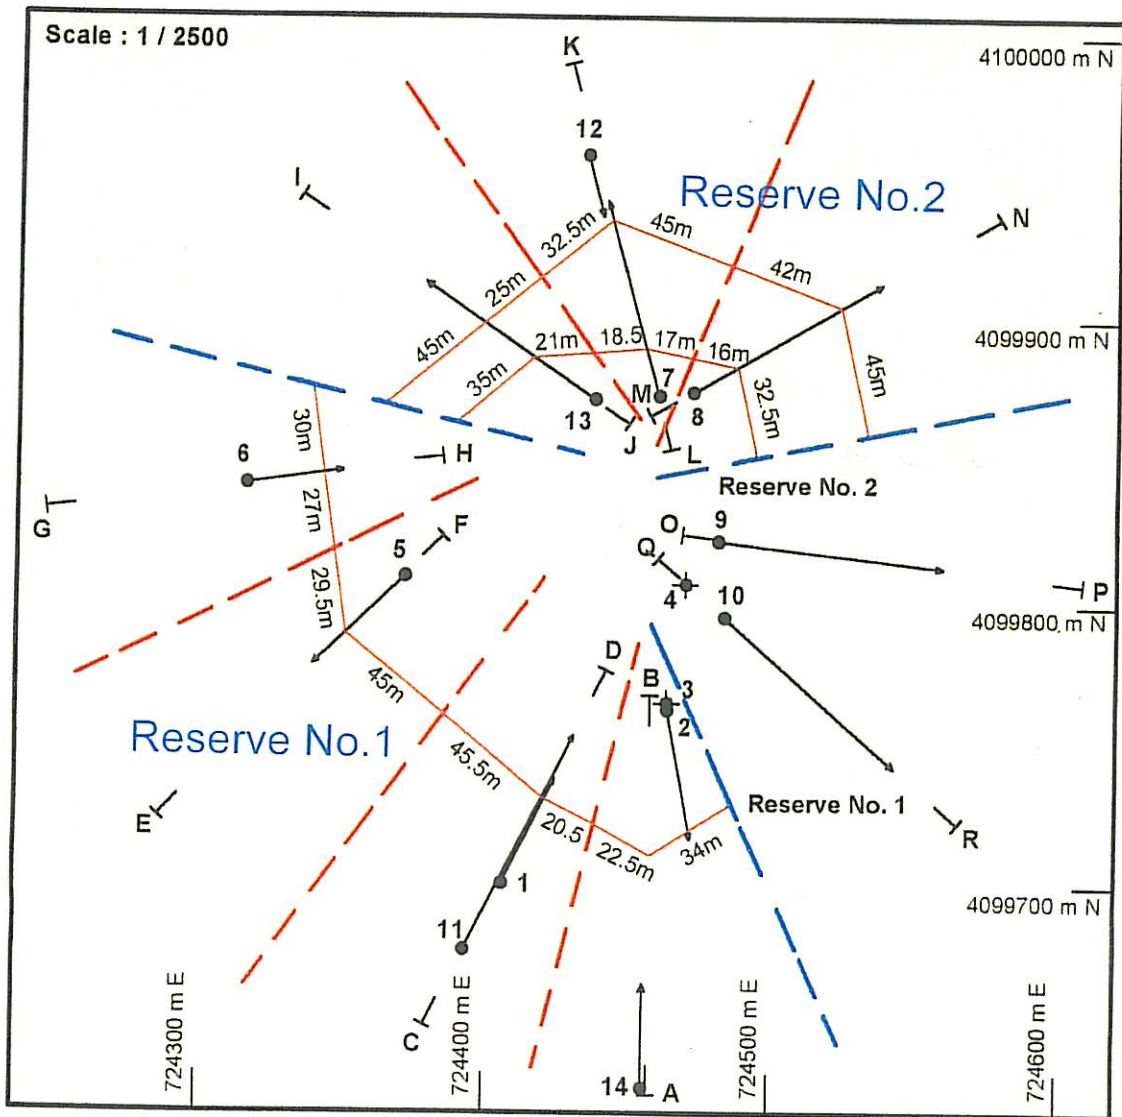 Scale : 1 / 2500
4100000 m N
K
12
Reserve No.2
I
N
32.5m
45m
25m
42m
4099900 m N
45m
21m
18.5
17m
16m
45m
35m
M
7
8
32.5m
13
J
L
30m
6
H
Reserve No. 2
G
27m
F
O
9
5
Q
P
29.5m
4
10
4099800 m N
D
B
3
45m
2
Reserve No.1
45.5m
E
Reserve No. 1
20.5
22.5m
34m
R
1
4099700 m N
11
C
724300 m E
724400 m E
724500 m E
724600 m E
14
A